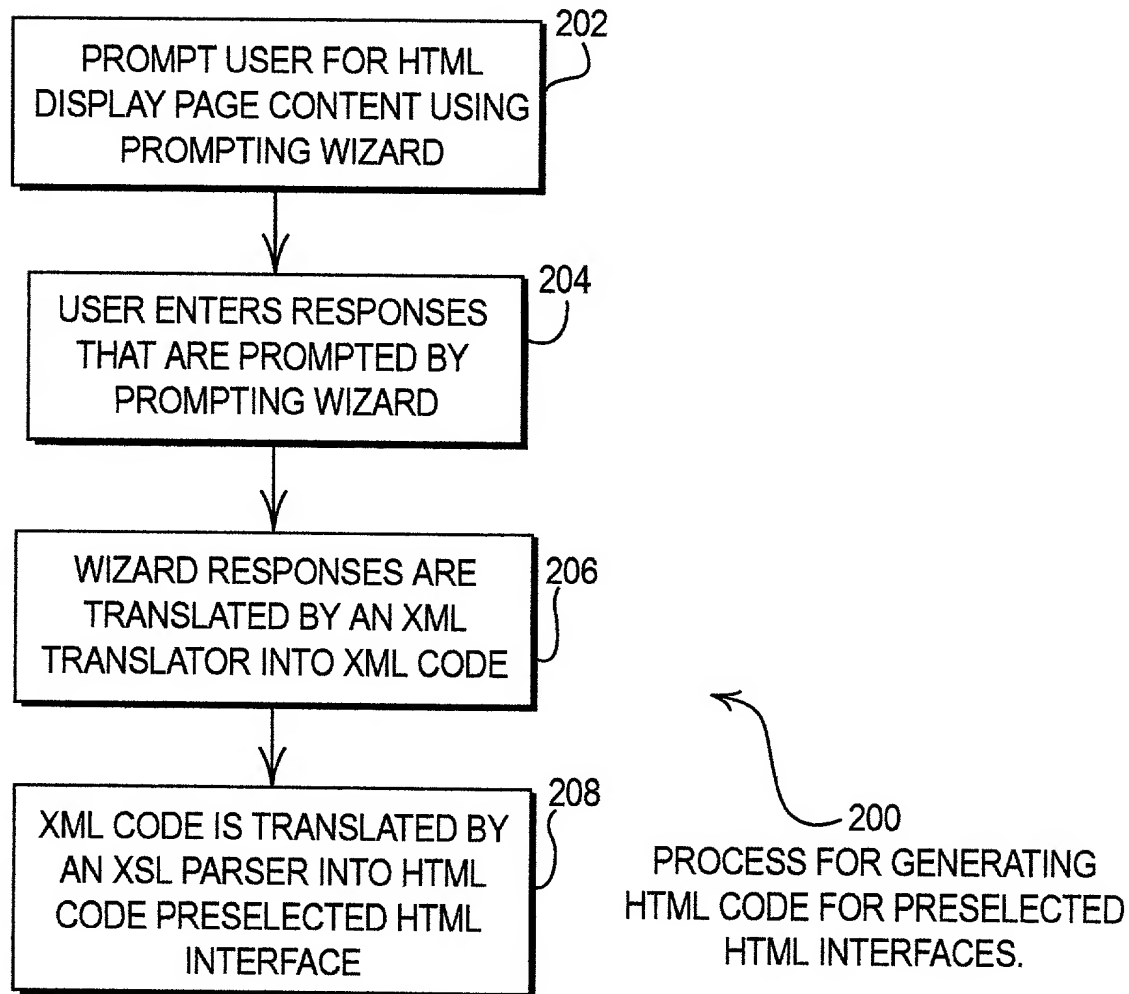 202
PROMPT USER FOR HTML
DISPLAY PAGE CONTENT USING
PROMPTING WIZARD
204
USER ENTERS RESPONSES
THAT ARE PROMPTED BY
PROMPTING WIZARD
206
WIZARD RESPONSES ARE
TRANSLATED BY AN XML
TRANSLATOR INTO XML CODE
208
XML CODE IS TRANSLATED BY
AN XSL PARSER INTO HTML
CODE PRESELECTED HTML
INTERFACE
200
PROCESS FOR GENERATING
HTML CODE FOR PRESELECTED
HTML INTERFACES.